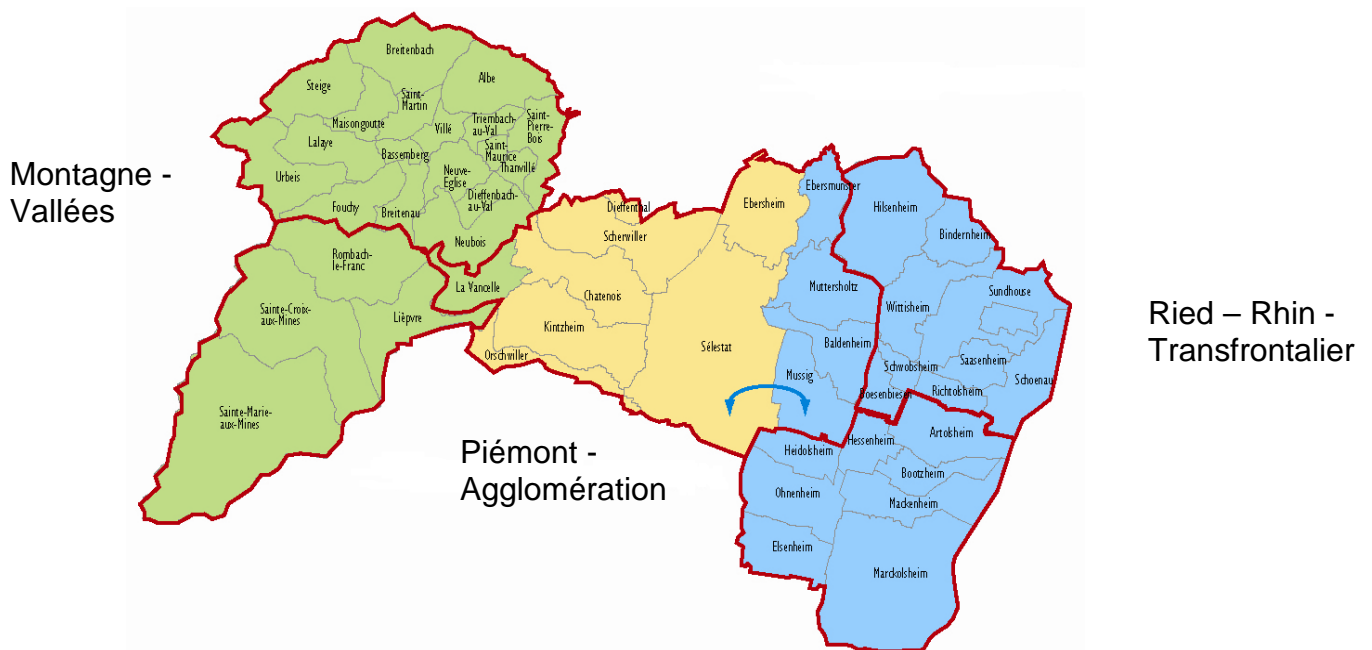 Montagne -
Vallées
Breitenbach
Steige
Albe
Saint-
Martin
Maisongoutte
Villé
Triembach-
au-Val
Saint-
Pierre-
Bois
Lalaye
Bassemberg
Saint-
Maurice
Thanvillé
Urbeis
Neuve-
Eglise
Dieffenbach-
au-Val
Fouchy
Breitenau
Neubois
Rombach-
le-Franc
La Vancelle
Sainte-Croix-
aux-Mines
Lièpvre
Sainte-Marie-
aux-Mines
Dieffenthal
Scherwiller
Ebersheim
Chatenois
Kintzheim
Orschwiller
Sélestat
Piémont -
Agglomération
Ebersmunster
Hilsenheim
Bindernheim
Muttersholtz
Wittisheim
Sundhouse
Baldenheim
Mussig
Schwobsheim
Saasenheim
Boesenbiesen
Richtolsheim
Schoenau
Heidolsheim
Hessenheim
Artolsheim
Bootzheim
Ohnenheim
Mackenheim
Elsenheim
Marckolsheim
Ried – Rhin -
Transfrontalier